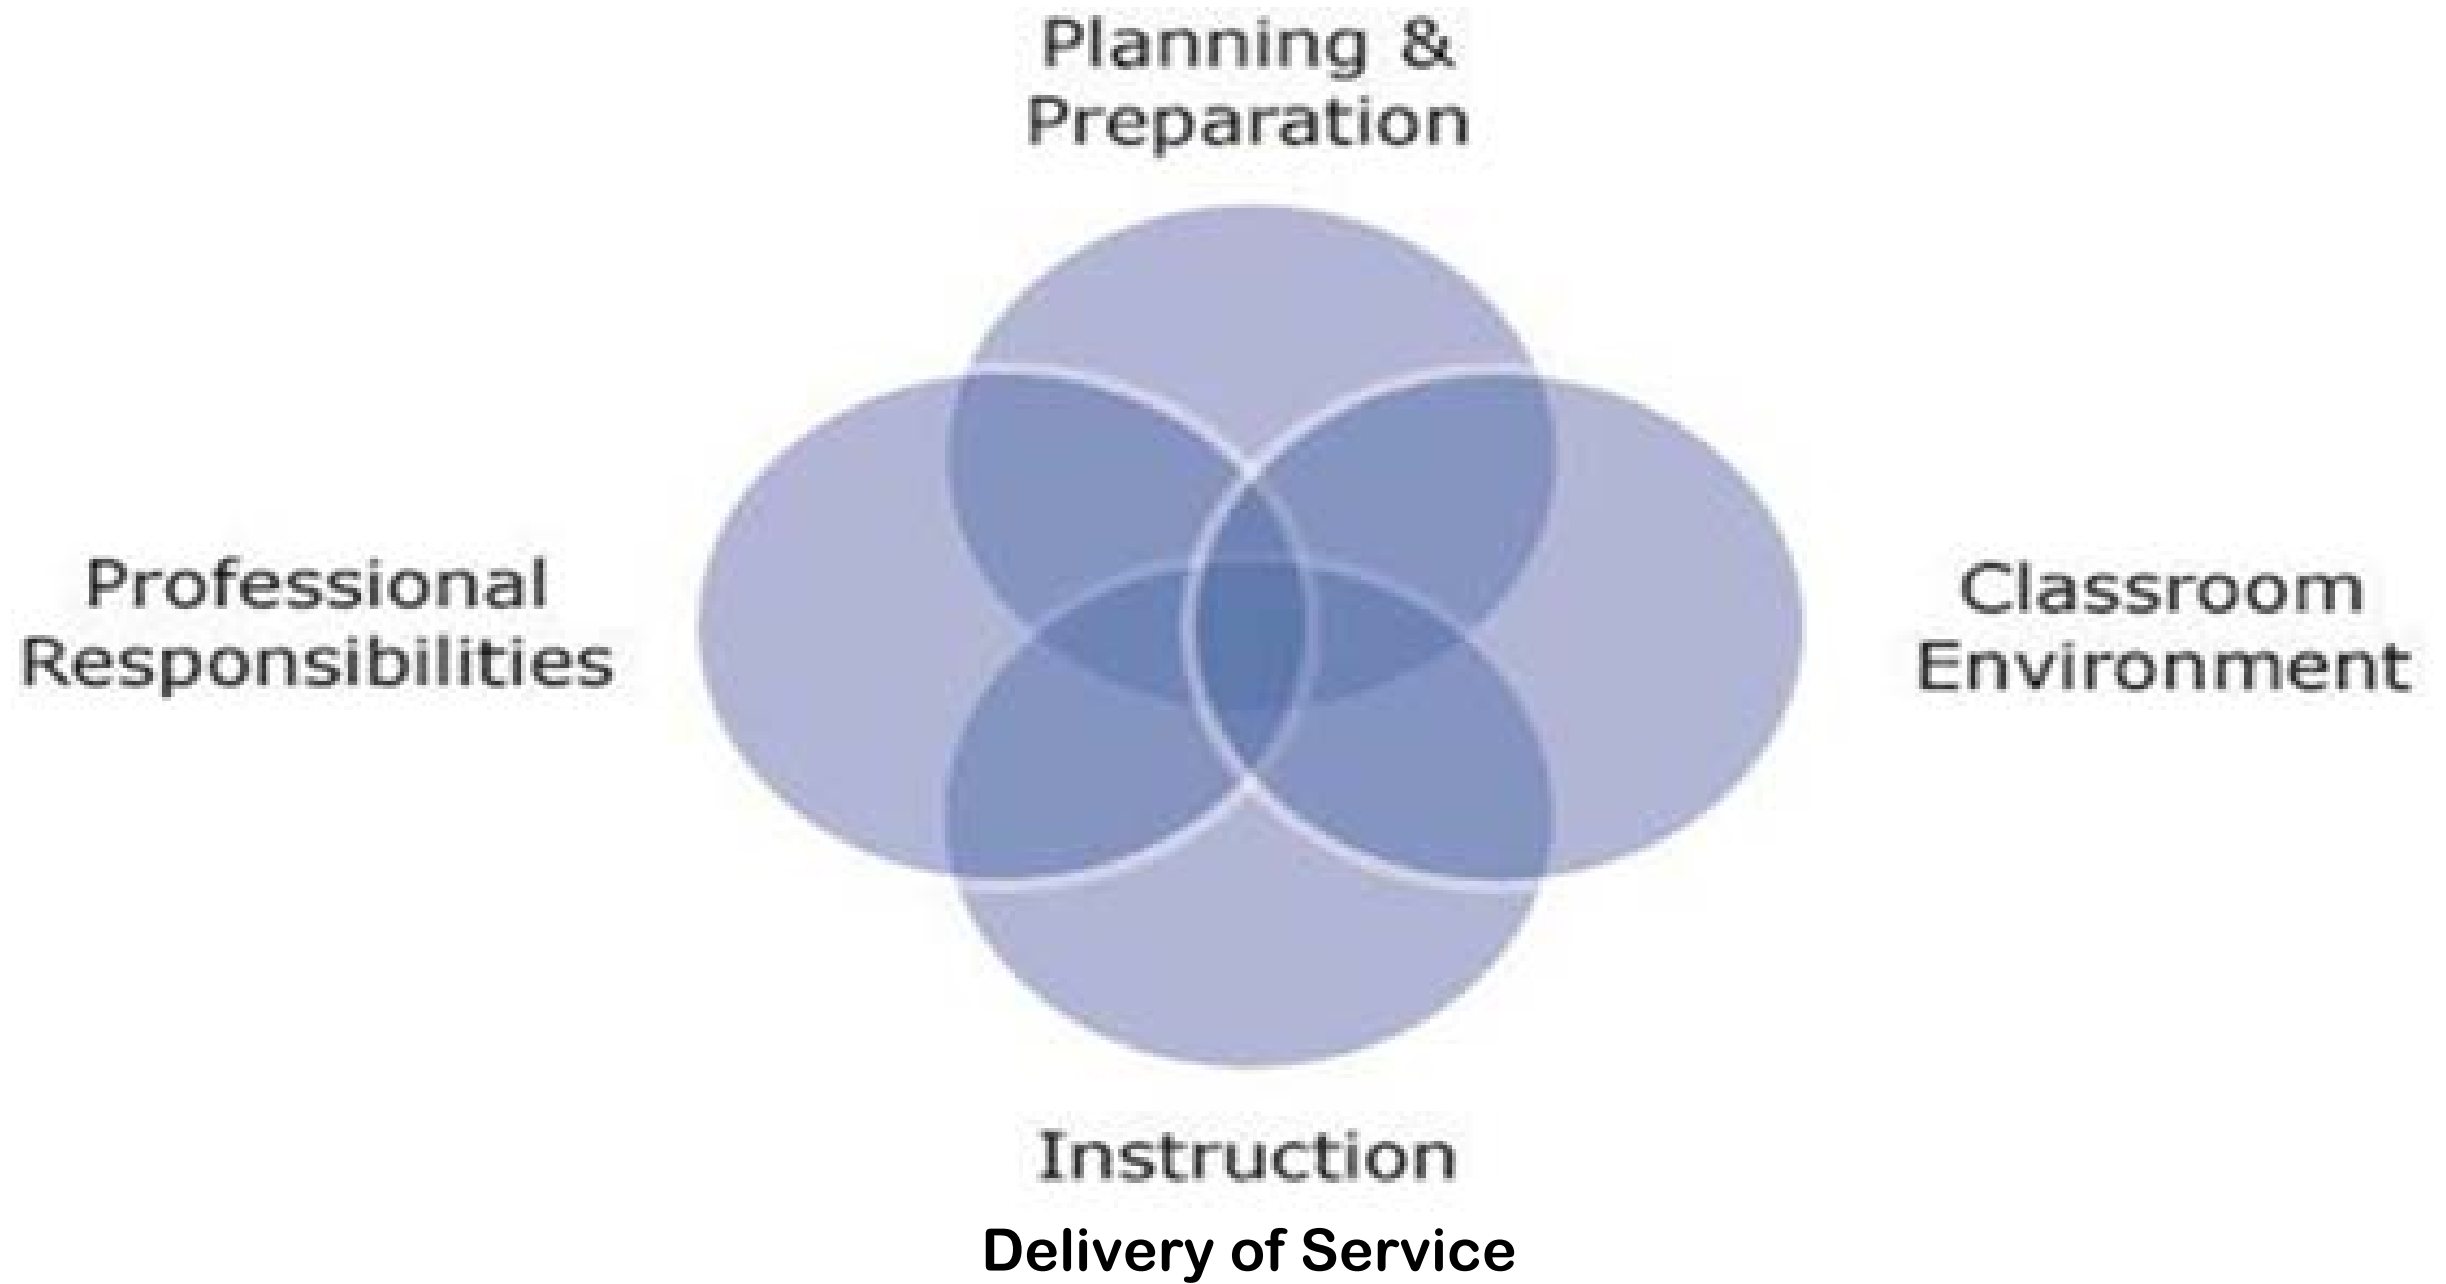 Planning &
Preparation
Professional
Responsibilities
Classroom
Environment
Instruction
Delivery of Service